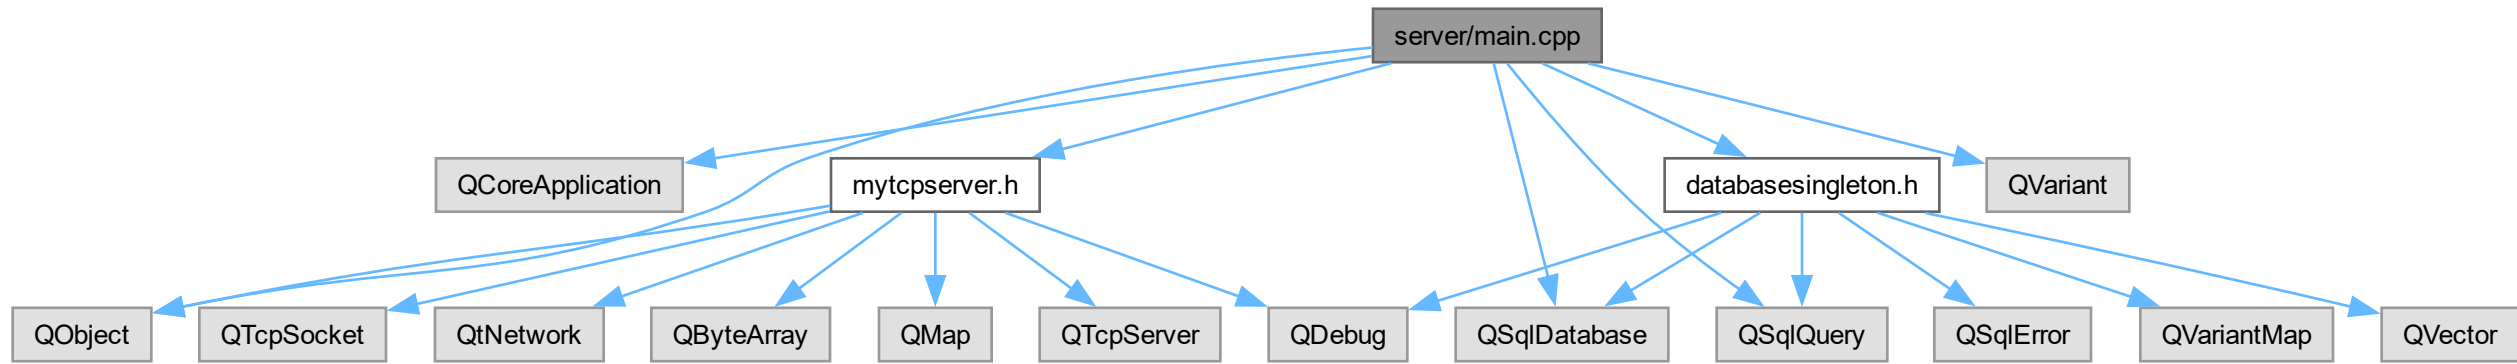 server/main.cpp
QCoreApplication
mytcpserver.h
databasesingleton.h
QVariant
QObject
QTcpSocket
QtNetwork
QByteArray
QMap
QTcpServer
QDebug
QSqlDatabase
QSqlQuery
QSqlError
QVariantMap
QVector